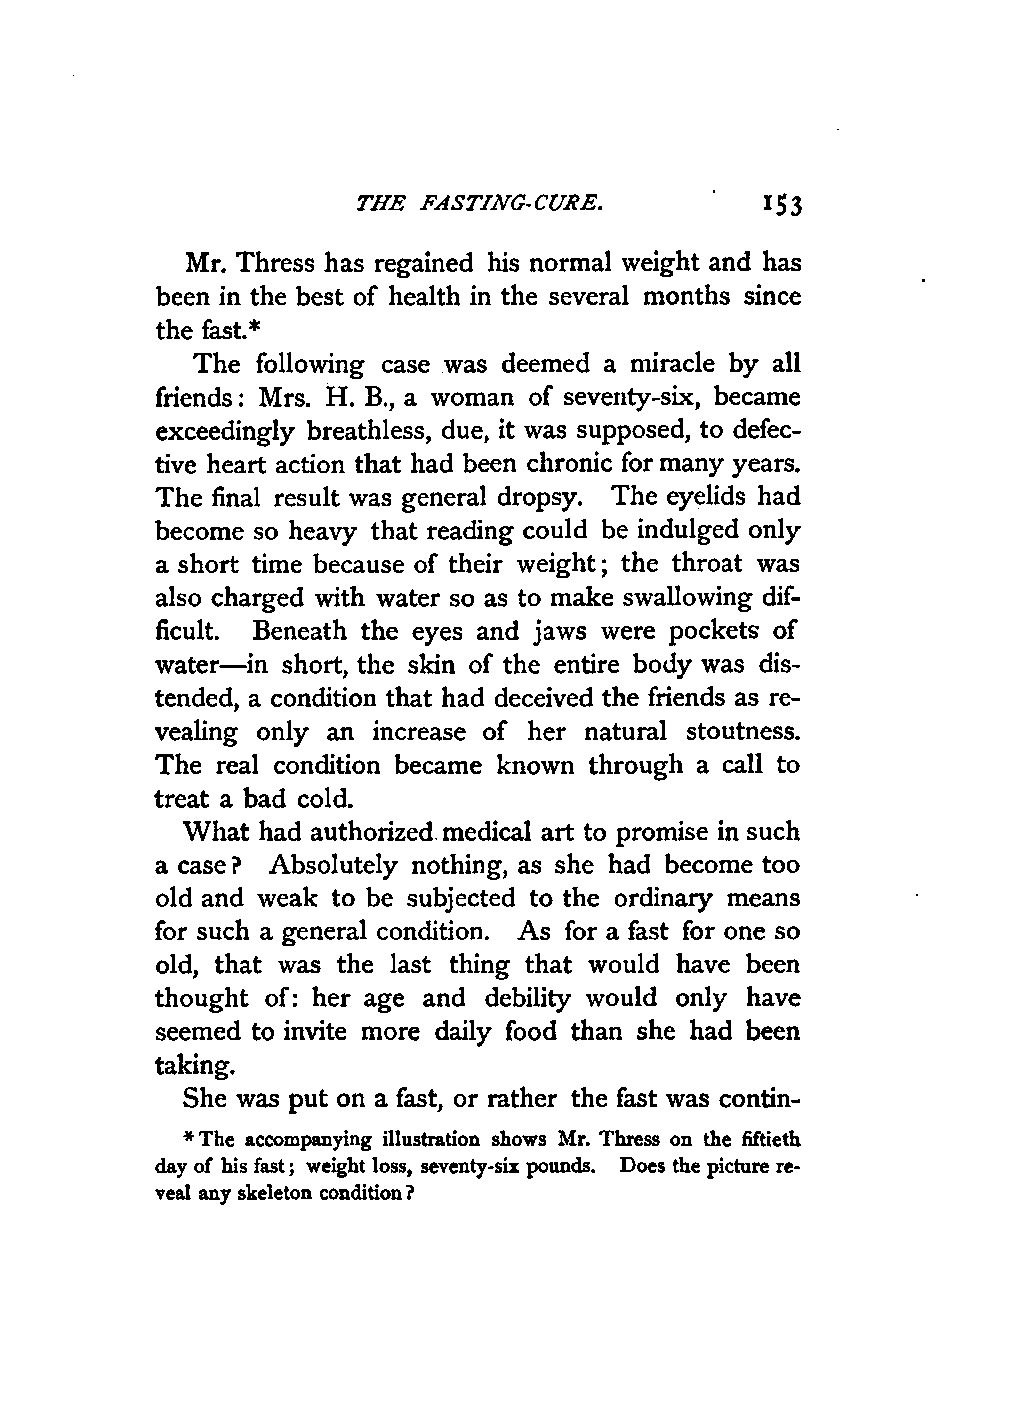 THE FASTING-CURE. 153
Mr. Thress has regained his normal weight and has
been in the best of health in the several months since
the fast.*
The following case was deemed a miracle by all
friends: Mrs. H. B., a woman of seventy-six, became
exceedingly breathless, due, it was supposed, to defec-
tive heart action that had been chronic for many years.
The final result was general dropsy. The eyelids had
become so heavy that reading could be indulged only
a short time because of their weight; the throat was
also charged with water so as to make swallowing dif-
ficult. Beneath the eyes and jaws were pockets of
water—in short, the skin of the entire body was dis-
tended, a condition that had deceived the friends as re-
vealing only an increase of her natural stoutness.
The real condition became known through a call to
treat a bad cold.
What had authorized medical art to promise in such
a case? Absolutely nothing, as she had become too
old and weak to be subjected to the ordinary means
for such a general condition. As for a fast for one so
old, that was the last thing that would have been
thought of: her age and debility would only have
seemed to invite more daily food than she had been
taking.
She was put on a fast, or rather the fast was contin-
* The accompanying illustration shows Mr. Thress on the fiftieth
day of his fast; weight loss, seventy-six pounds. Does the picture re-
veal any skeleton condition?